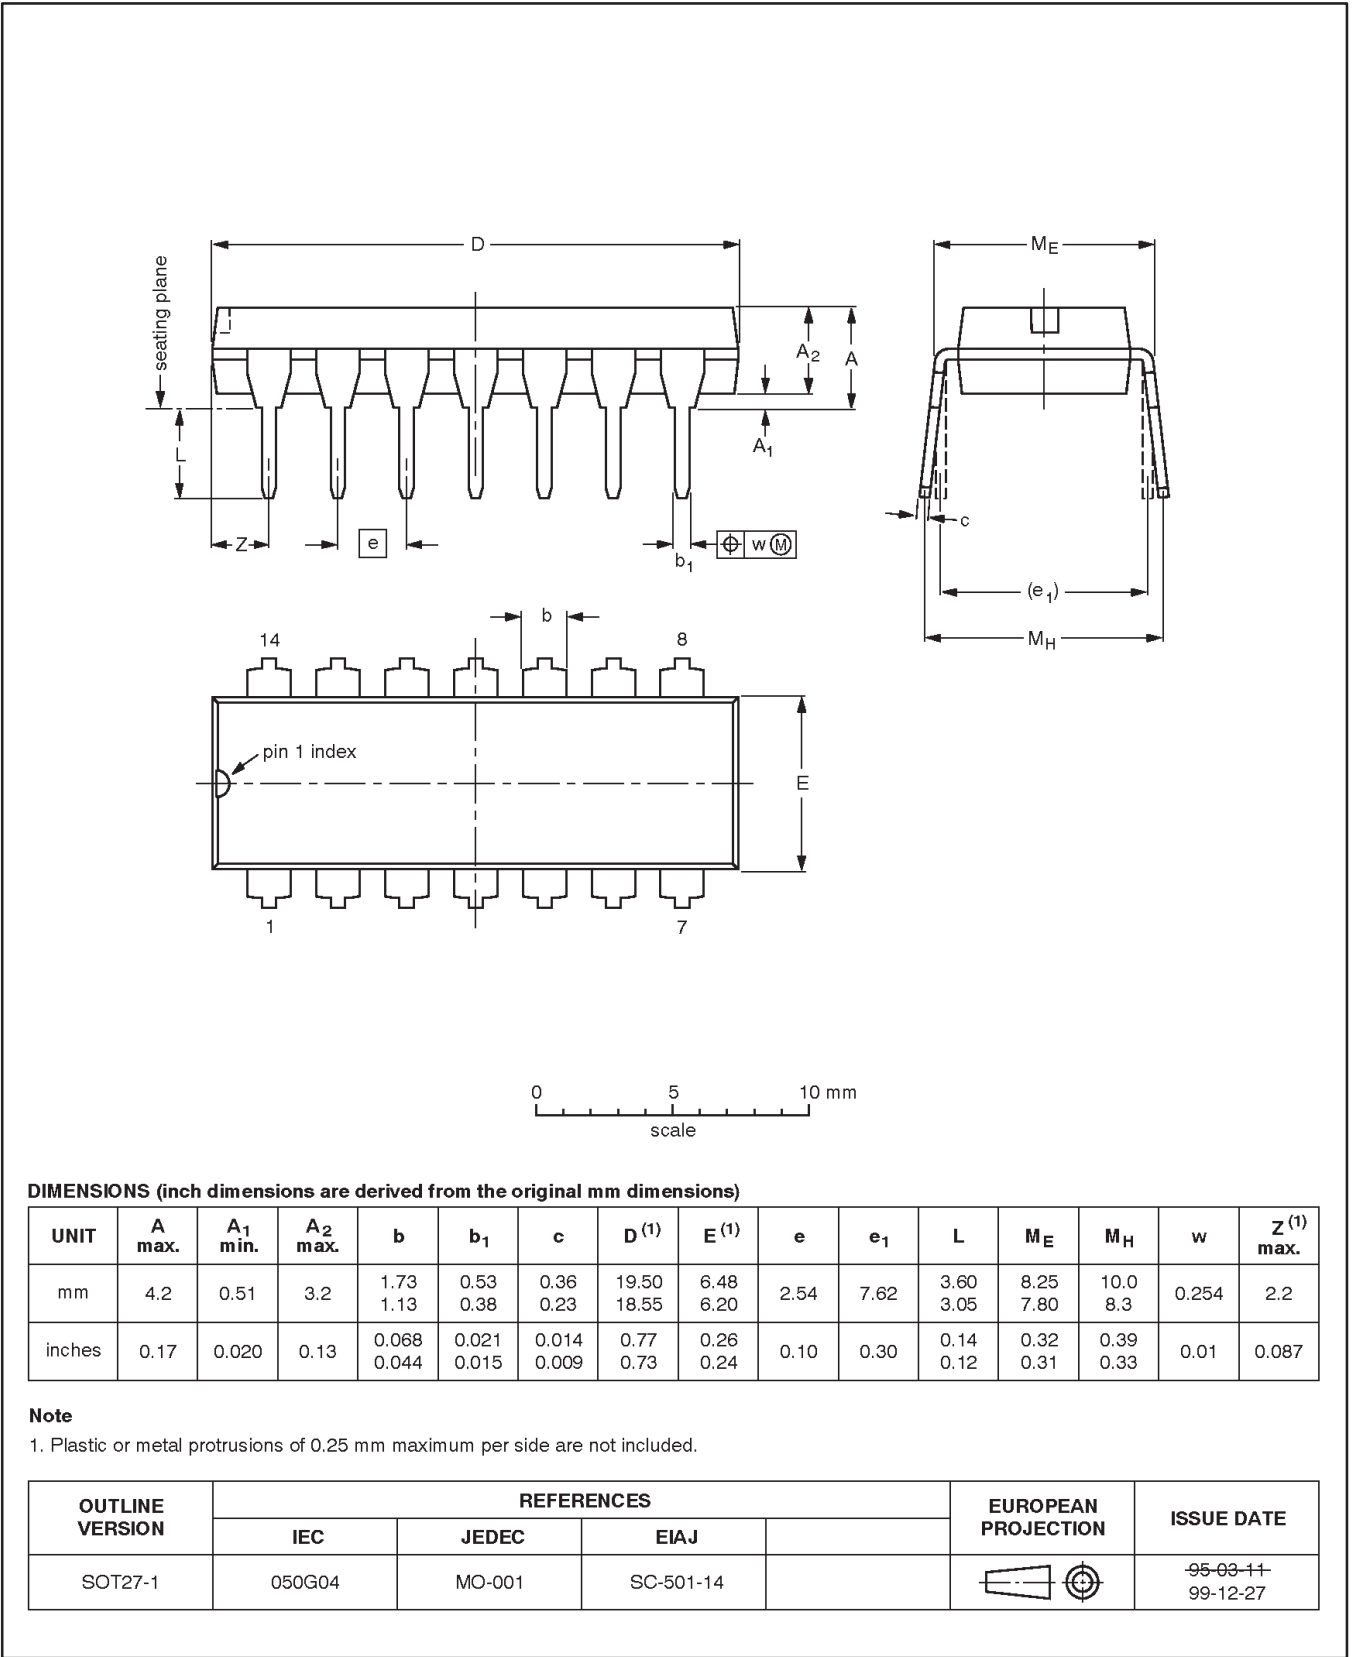 D
ME
seating plane
A2
A
A1
L
Z
e
b1
w M
c
(e1)
MH
b
14
8
pin 1 index
E
1
7
0 5 10 mm
scale
DIMENSIONS (inch dimensions are derived from the original mm dimensions)
UNIT A max. A1 min. A2 max. b b1 c D(1) E(1) e e1 L ME MH w Z(1) max.
mm 4.2 0.51 3.2 1.73 1.13 0.53 0.38 0.36 0.23 19.50 18.55 6.48 6.20 2.54 7.62 3.60 3.05 8.25 7.80 10.0 8.3 0.254 2.2
inches 0.17 0.020 0.13 0.068 0.044 0.021 0.015 0.014 0.009 0.77 0.73 0.26 0.24 0.10 0.30 0.14 0.12 0.32 0.31 0.39 0.33 0.01 0.087
Note
1. Plastic or metal protrusions of 0.25 mm maximum per side are not included.
OUTLINE VERSION REFERENCES EUROPEAN PROJECTION ISSUE DATE
IEC JEDEC EIAJ
SOT27-1 050G04 MO-001 SC-501-14 95-03-11
99-12-27